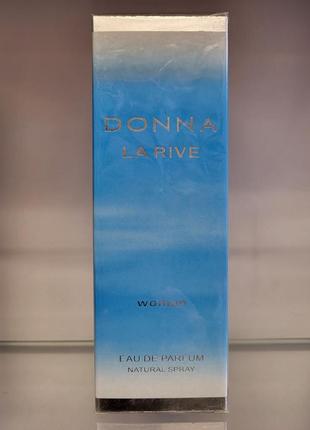 DONNA
LA RIVE
woman
EAU DE PARFUM
NATURAL SPRAY